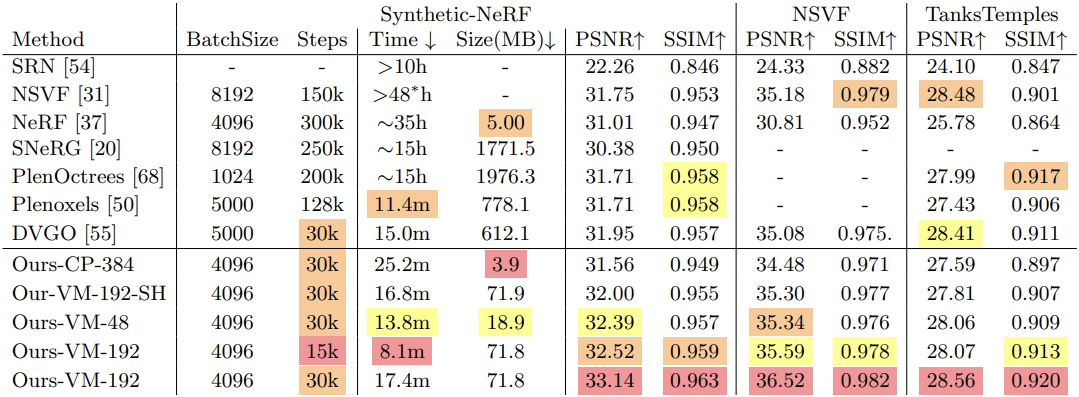 Synthetic-NeRF NSVF TanksTemples
Method BatchSize Steps Time ↓ Size(MB)↓ PSNR↑ SSIM↑ PSNR↑ SSIM↑ PSNR↑ SSIM↑
SRN [54] - - >10h - 22.26 0.846 24.33 0.882 24.10 0.847
NSVF [31] 8192 150k >48*h - 31.75 0.953 35.18 0.979 28.48 0.901
NeRF [37] 4096 300k ∼35h 5.00 31.01 0.947 30.81 0.952 25.78 0.864
SNeRG [20] 8192 250k ∼15h 1771.5 30.38 0.950 - - - -
PlenOctrees [68] 1024 200k ∼15h 1976.3 31.71 0.958 - - 27.99 0.917
Plenoxels [50] 5000 128k 11.4m 778.1 31.71 0.958 - - 27.43 0.906
DVGO [55] 5000 30k 15.0m 612.1 31.95 0.957 35.08 0.975. 28.41 0.911
Ours-CP-384 4096 30k 25.2m 3.9 31.56 0.949 34.48 0.971 27.59 0.897
Our-VM-192-SH 4096 30k 16.8m 71.9 32.00 0.955 35.30 0.977 27.81 0.907
Ours-VM-48 4096 30k 13.8m 18.9 32.39 0.957 35.34 0.976 28.06 0.909
Ours-VM-192 4096 15k 8.1m 71.8 32.52 0.959 35.59 0.978 28.07 0.913
Ours-VM-192 4096 30k 17.4m 71.8 33.14 0.963 36.52 0.982 28.56 0.920